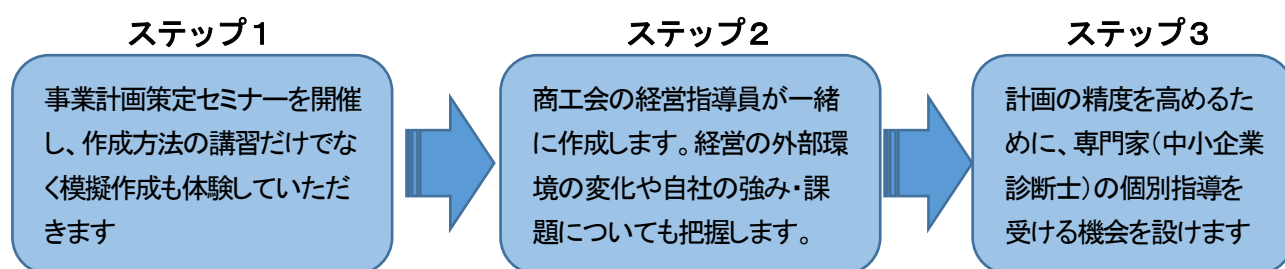 ステップ１
事業計画策定セミナーを開催
し、作成方法の講習だけでな
く模擬作成も体験していただ
きます
ステップ２
商工会の経営指導員が一緒
に作成します。経営の外部環
境の変化や自社の強み・課
題についても把握します。
ステップ３
計画の精度を高めるた
めに、専門家（中小企業
診断士）の個別指導を
受ける機会を設けます